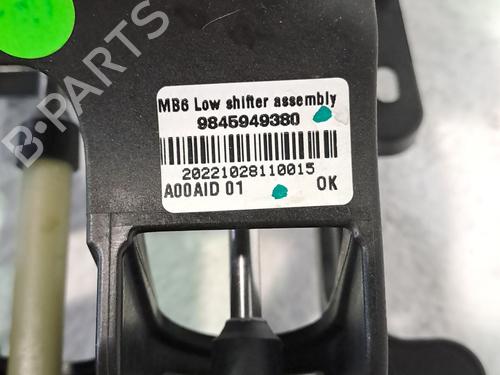 MB6 Low shifter assembly
9845949380
20221028110015
A00AID 01 OK
B-PARTS